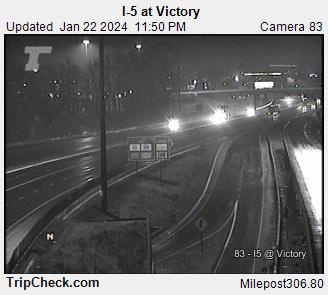 I-5 at Victory
Updated Jan 22 2024 11:50 PM Camera 83
N
83 - I5 @ Victory
TripCheck.com Milepost306.80